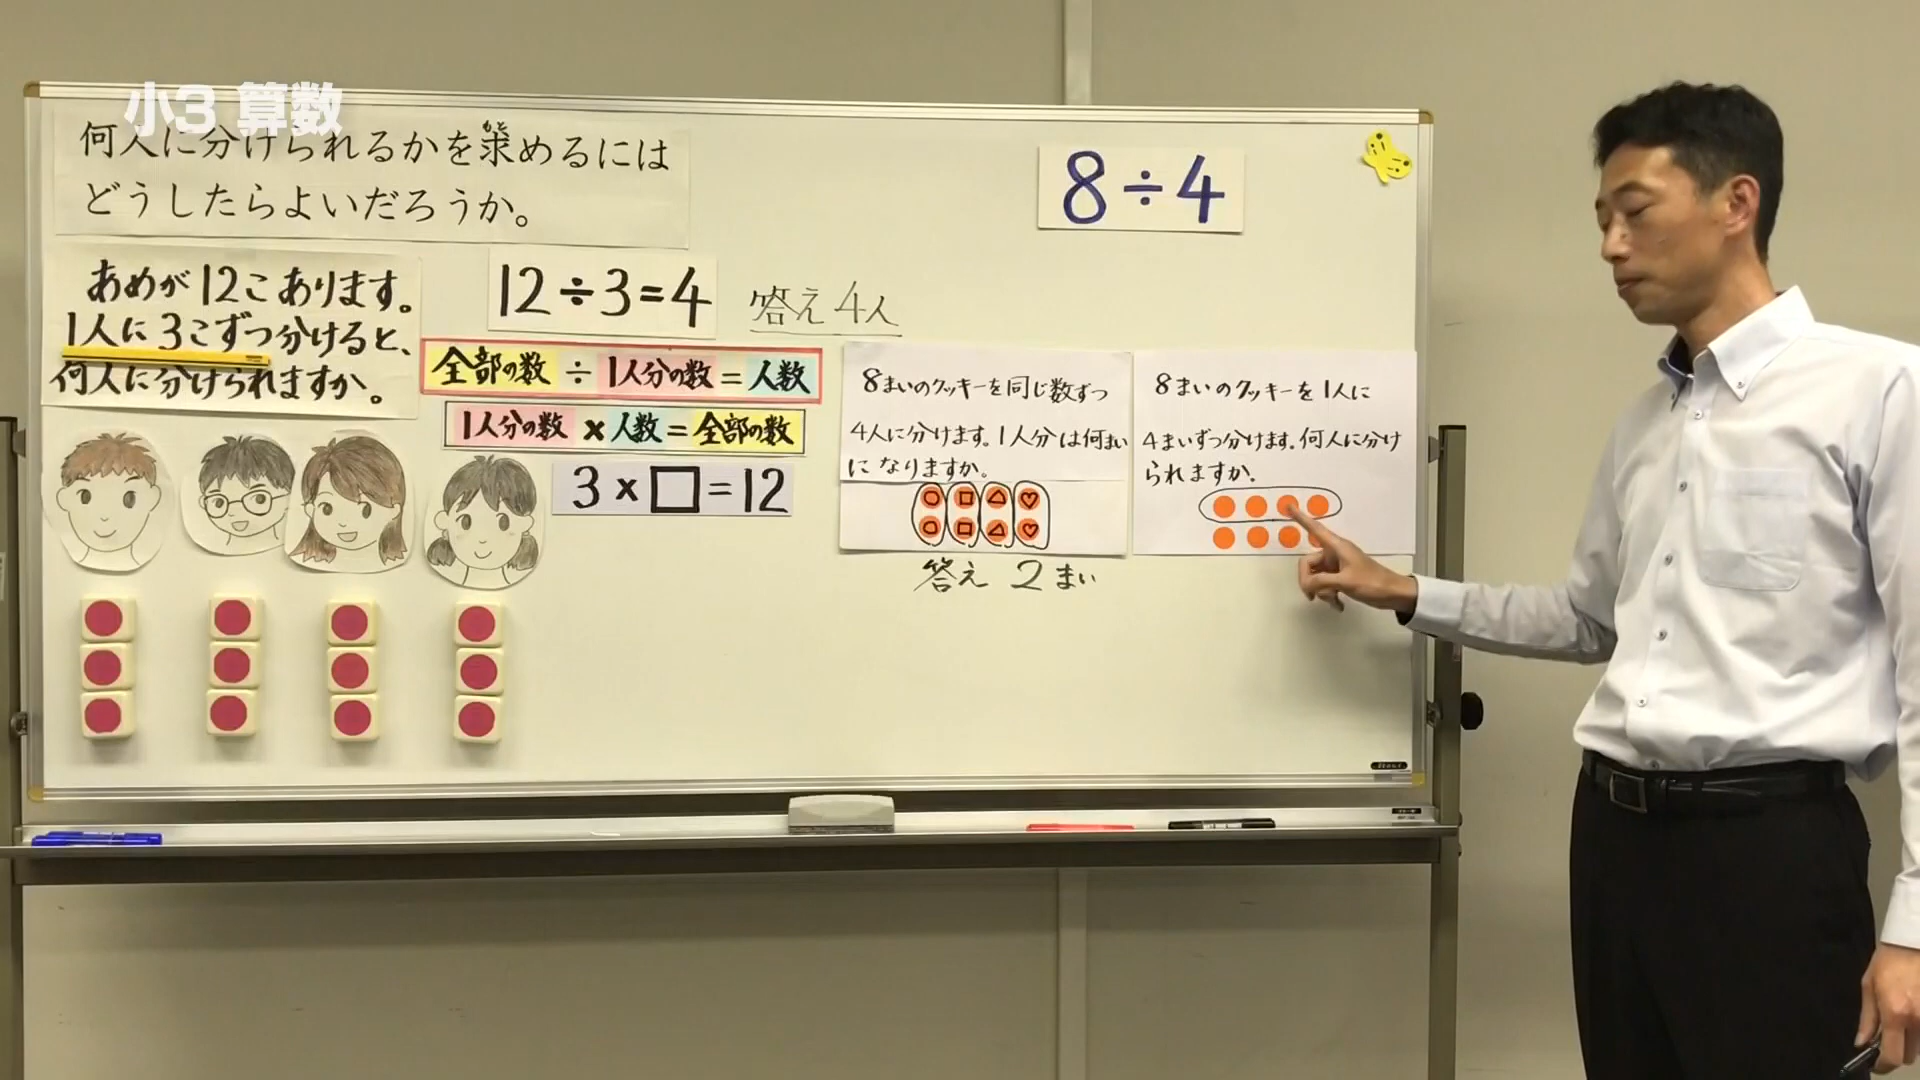 小3 算数
何人に分けられるかを求めるには
もと
どうしたらよいだろうか。
あめが12こあります。
1人に3こずつ分けると、
何人に分けられますか。
12÷3=4
答え4人
全部の数÷1人分の数=人数
1人分の数×人数=全部の数
3×□=12
8÷4
8まいのクッキーを同じ数ずつ
4人に分けます。1人分は何まい
になりますか。
答え 2まい
8まいのクッキーを1人に
4まいずつ分けます。何人に分け
られますか。